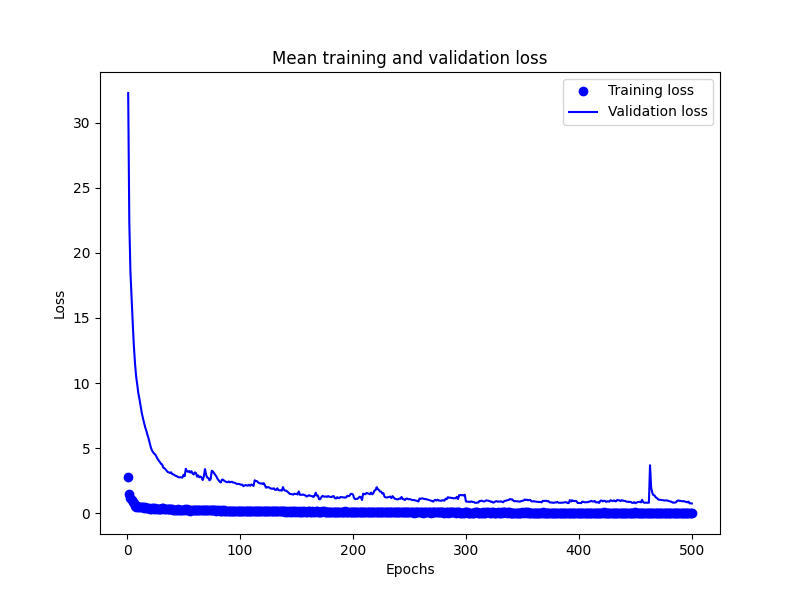 Mean training and validation loss
Training loss
Validation loss
30
25
20
15
10
5
0
Loss
0 100 200 300 400 500
Epochs